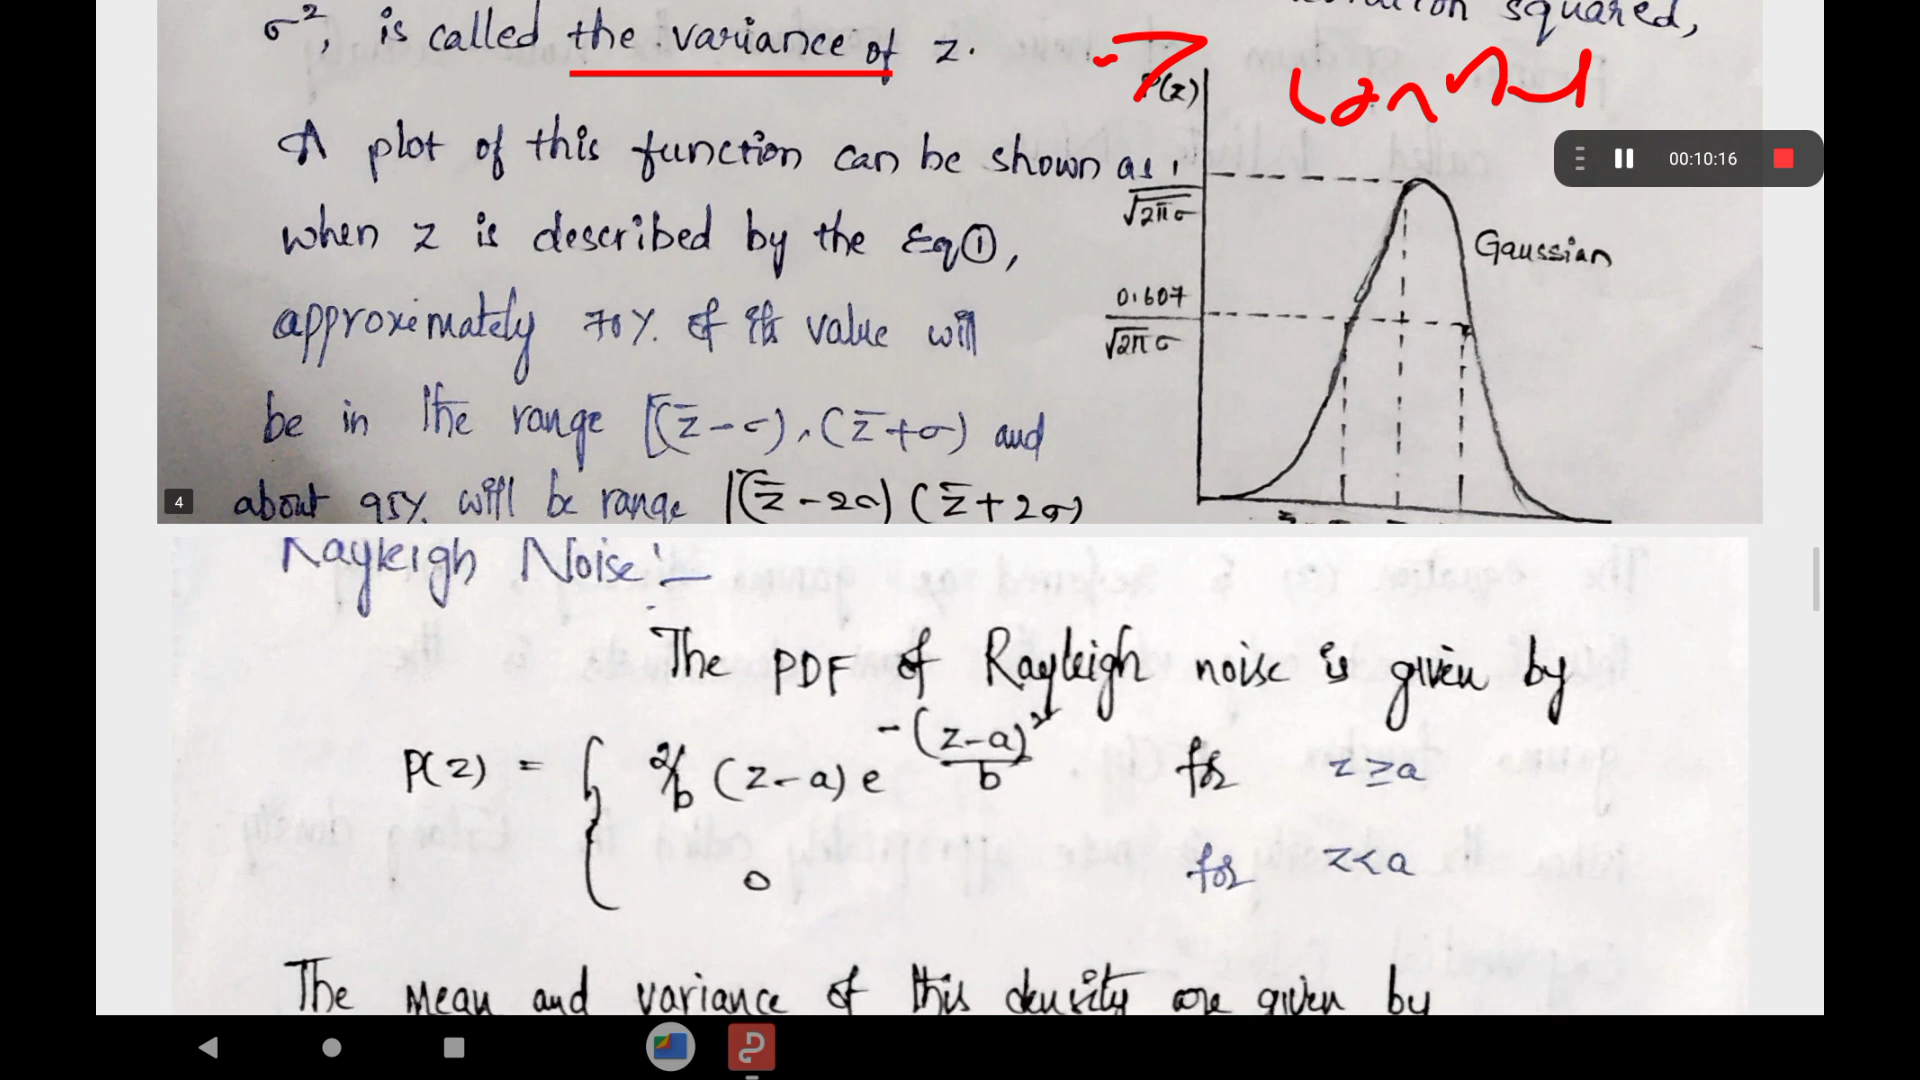 squared,
σ², is called the variance of z.
P(z)
A plot of this function can be shown as
1
√2πσ
00:10:16
when z is described by the Eq①,
Gaussian
0.607
√2πσ
approximately 70% of its value will
be in the range [(z̄-σ), (z̄+σ) and
4
about 95% will be range [(z̄-2σ) (z̄+2σ)
Rayleigh Noise:-
The PDF of Rayleigh noise is given by
P(z) = { 2/b (z-a) e^-(z-a)²/b for z≥a
0 for z<a
The Mean and variance of this density are given by